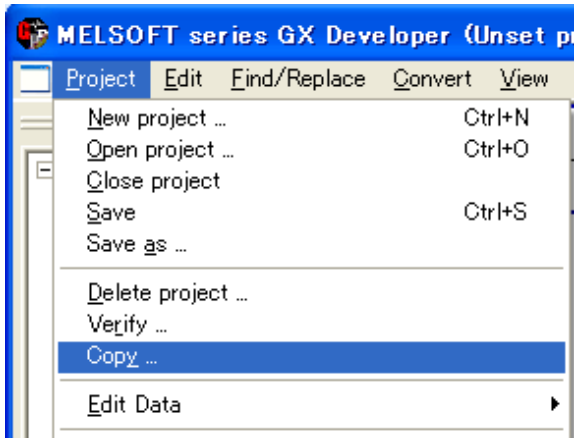 MELSOFT series GX Developer (Unset p
Project Edit Find/Replace Convert View
New project ... Ctrl+N
Open project ... Ctrl+O
Close project
Save Ctrl+S
Save as ...
Delete project ...
Verify ...
Copy ...
Edit Data